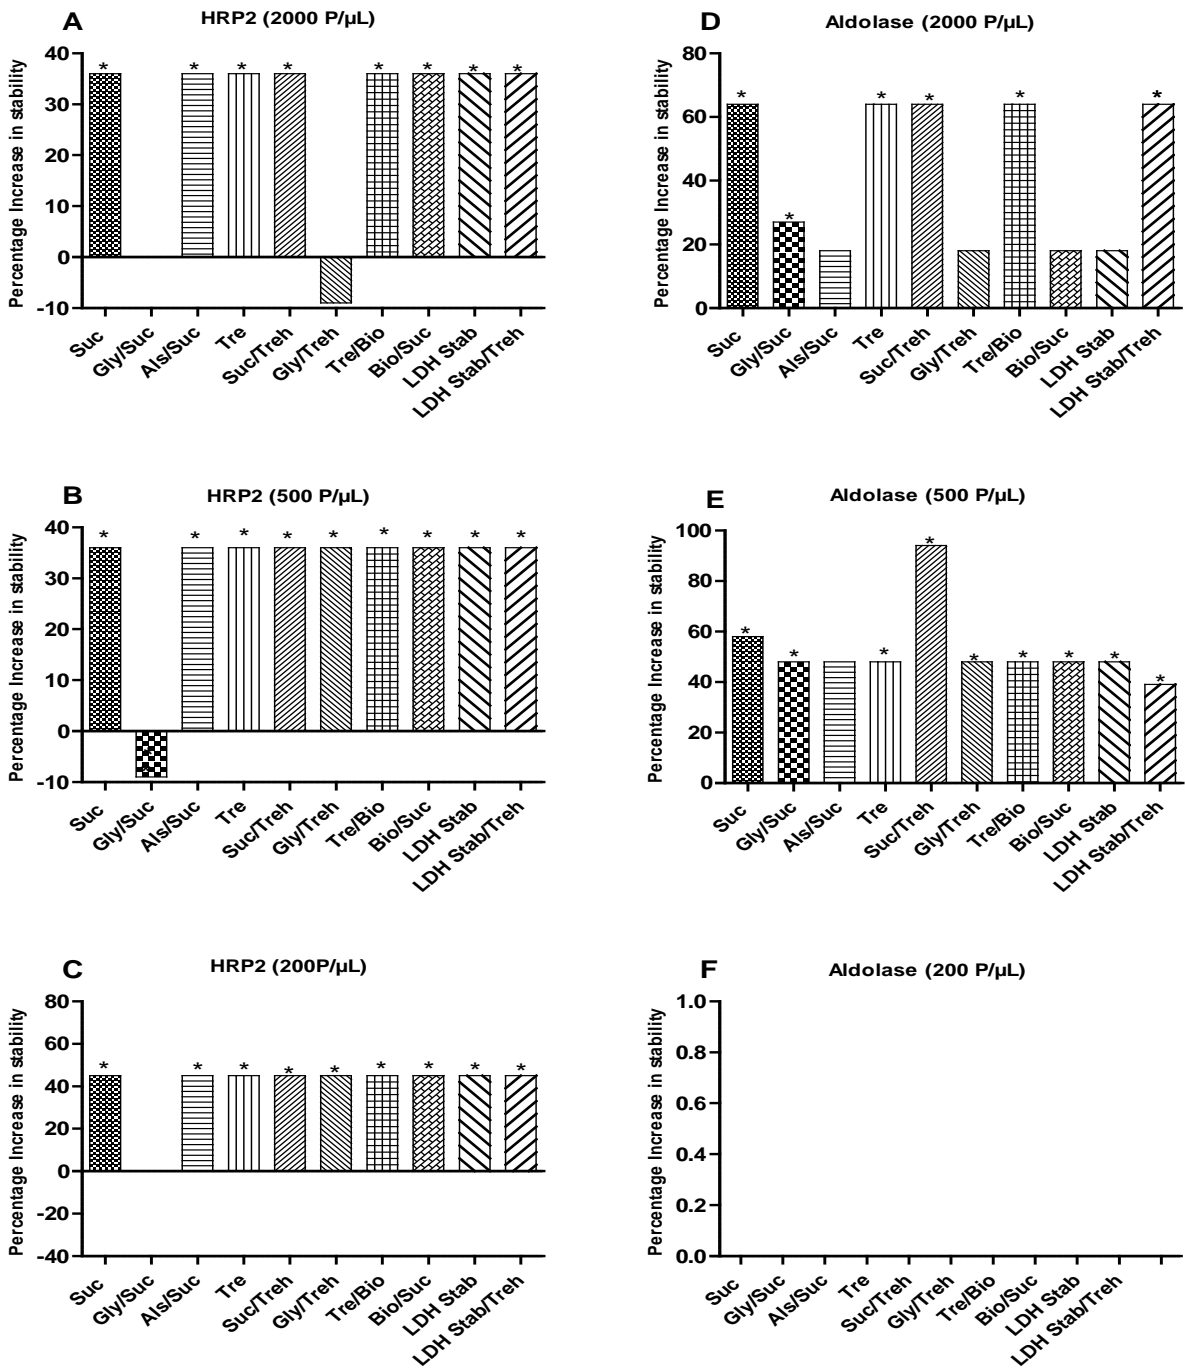 A
HRP2 (2000 P/µL)
Percentage Increase in stability
40
30
20
10
0
-10
* * * * * * * *
Suc
Gly/Suc
Als/Suc
Tre
Suc/Treh
Gly/Treh
Tre/Bio
Bio/Suc
LDH Stab
LDH Stab/Treh
D
Aldolase (2000 P/µL)
Percentage Increase in stability
80
60
40
20
0
* * * * * *
Suc
Gly/Suc
Als/Suc
Tre
Suc/Treh
Gly/Treh
Tre/Bio
Bio/Suc
LDH Stab
LDH Stab/Treh
B
HRP2 (500 P/µL)
Percentage Increase in stability
40
30
20
10
0
-10
* * * * * * * * *
Suc
Gly/Suc
Als/Suc
Tre
Suc/Treh
Gly/Treh
Tre/Bio
Bio/Suc
LDH Stab
LDH Stab/Treh
E
Aldolase (500 P/µL)
Percentage Increase in stability
100
80
60
40
20
0
* * * * * * * * *
Suc
Gly/Suc
Als/Suc
Tre
Suc/Treh
Gly/Treh
Tre/Bio
Bio/Suc
LDH Stab
LDH Stab/Treh
C
HRP2 (200P/µL)
Percentage Increase in stability
80
60
40
20
0
-20
-40
* * * * * * * * *
Suc
Gly/Suc
Als/Suc
Tre
Suc/Treh
Gly/Treh
Tre/Bio
Bio/Suc
LDH Stab
LDH Stab/Treh
F
Aldolase (200 P/µL)
Percentage Increase in stability
1.0
0.8
0.6
0.4
0.2
0.0
Suc
Gly/Suc
Als/Suc
Tre
Suc/Treh
Gly/Treh
Tre/Bio
Bio/Suc
LDH Stab
LDH Stab/Treh